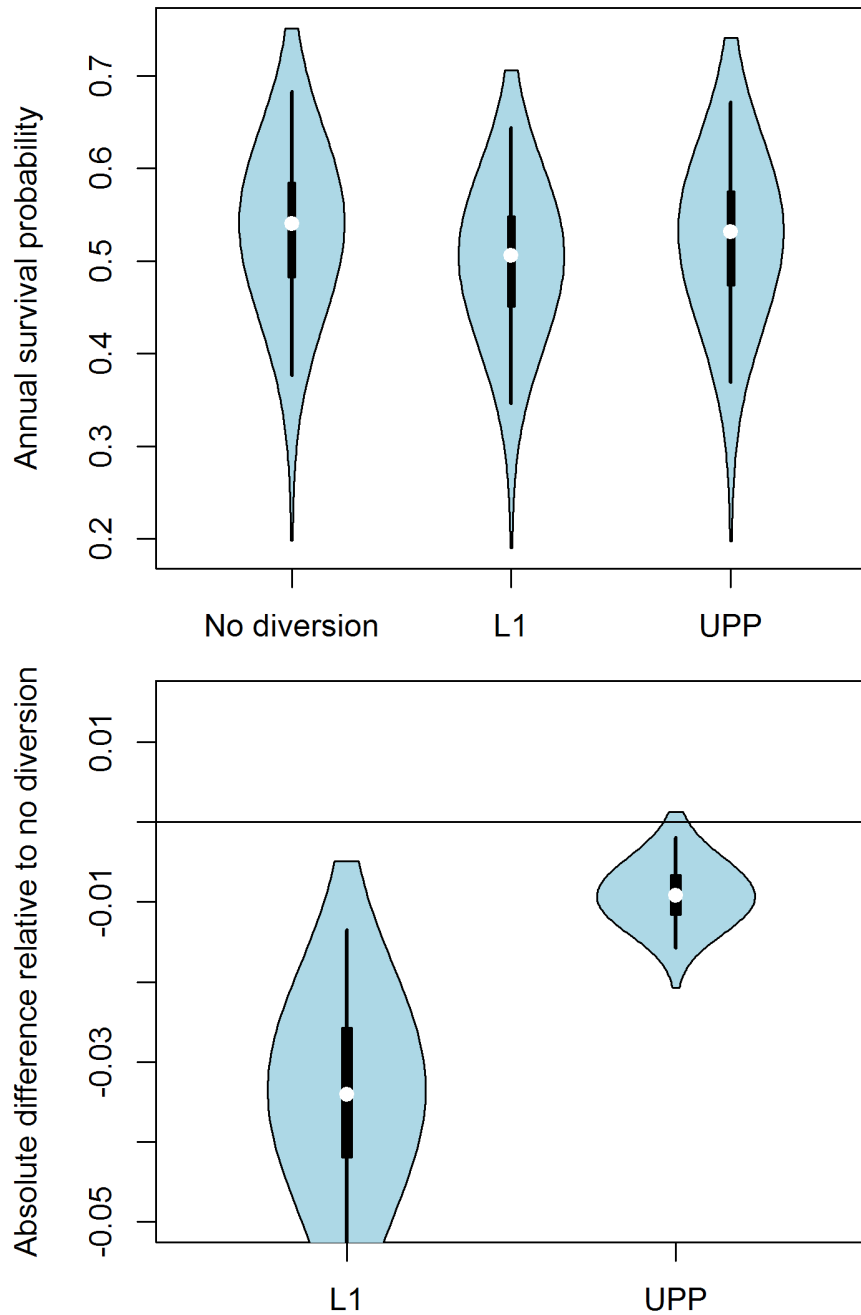 Annual survival probability
0.7
0.6
0.5
0.4
0.3
0.2
No diversion L1 UPP
Absolute difference relative to no diversion
0.01
-0.01
-0.03
-0.05
L1 UPP